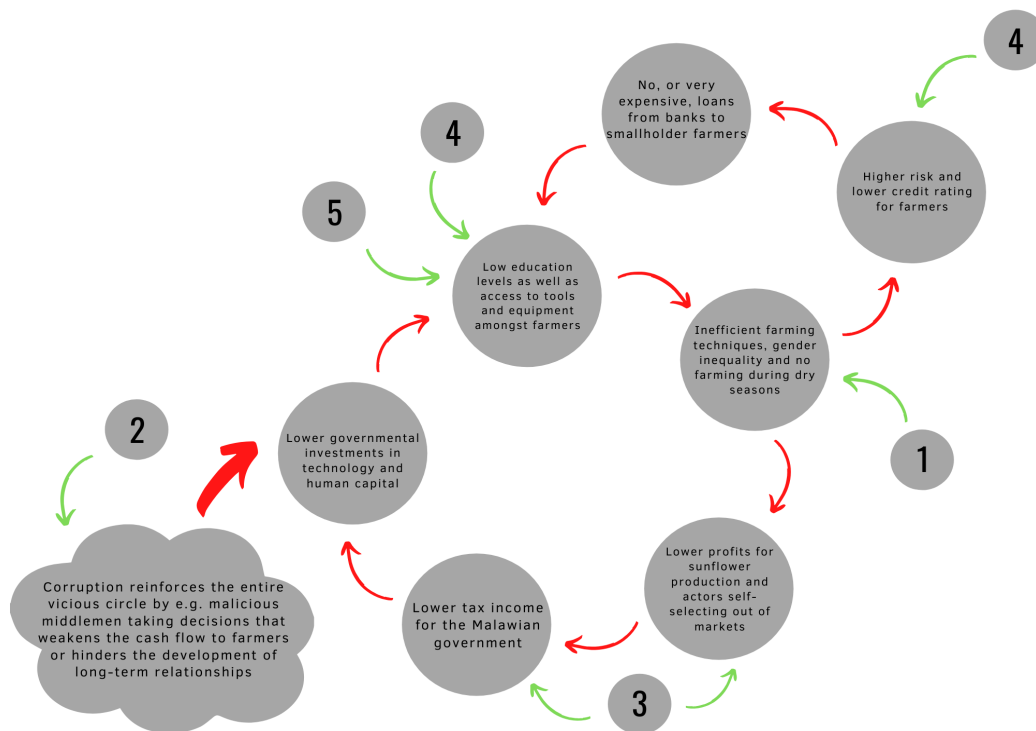 4
No, or very
expensive, loans
from banks to
smallholder farmers
4
Higher risk and
lower credit rating
for farmers
5
Low education
levels as well as
access to tools
and equipment
amongst farmers
Inefficient farming
techniques, gender
inequality and no
farming during dry
seasons
2
Lower governmental
investments in
technology and
human capital
1
Corruption reinforces the entire
vicious circle by e.g. malicious
middlemen taking decisions that
weakens the cash flow to farmers
or hinders the development of
long-term relationships
Lower tax income
for the Malawian
government
Lower profits for
sunflower
production and
actors self-
selecting out of
markets
3